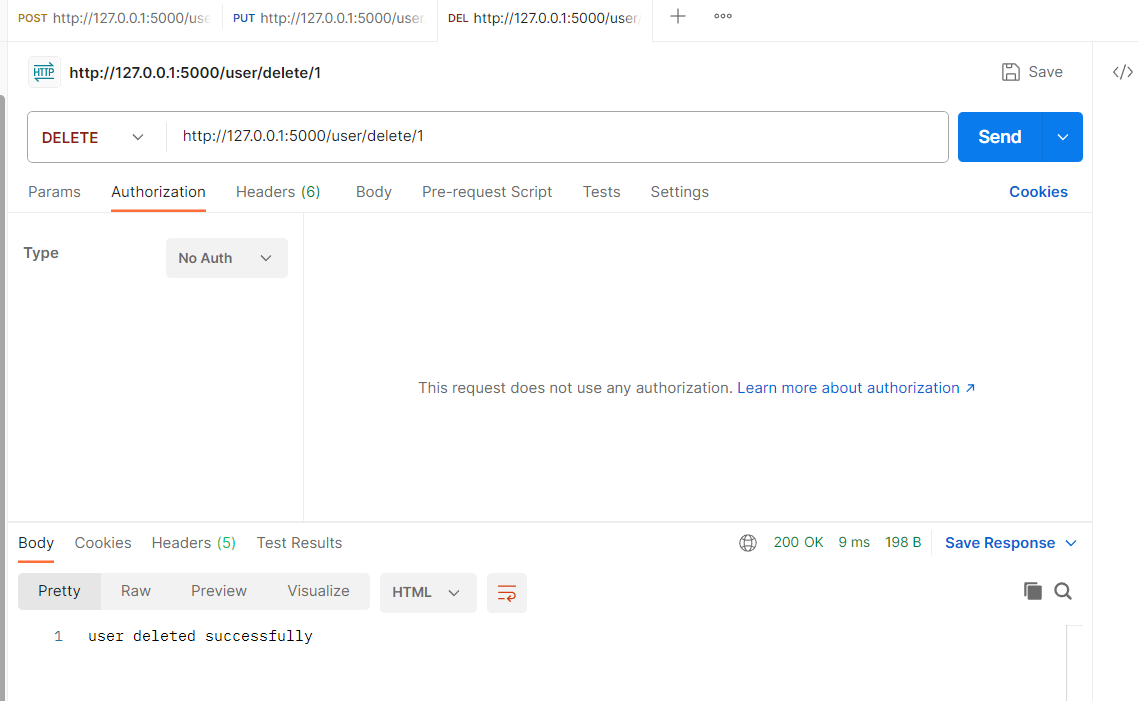 POST http://127.0.0.1:5000/use PUT http://127.0.0.1:5000/user DEL http://127.0.0.1:5000/user
HTTP http://127.0.0.1:5000/user/delete/1 Save
DELETE http://127.0.0.1:5000/user/delete/1 Send
Params Authorization Headers (6) Body Pre-request Script Tests Settings Cookies
Type No Auth
This request does not use any authorization. Learn more about authorization ↗
Body Cookies Headers (5) Test Results 200 OK 9 ms 198 B Save Response
Pretty Raw Preview Visualize HTML
1 user deleted successfully